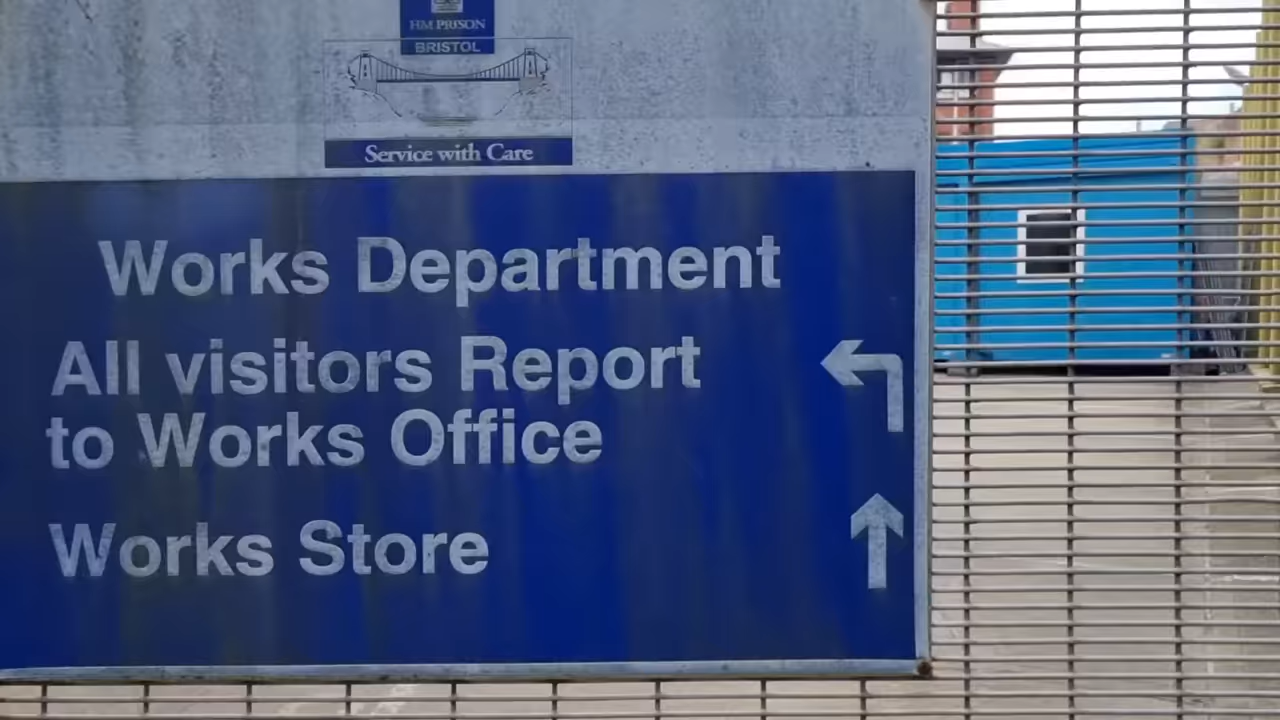 HM PRISON
BRISTOL
Service with Care
Works Department
All visitors Report
to Works Office
Works Store